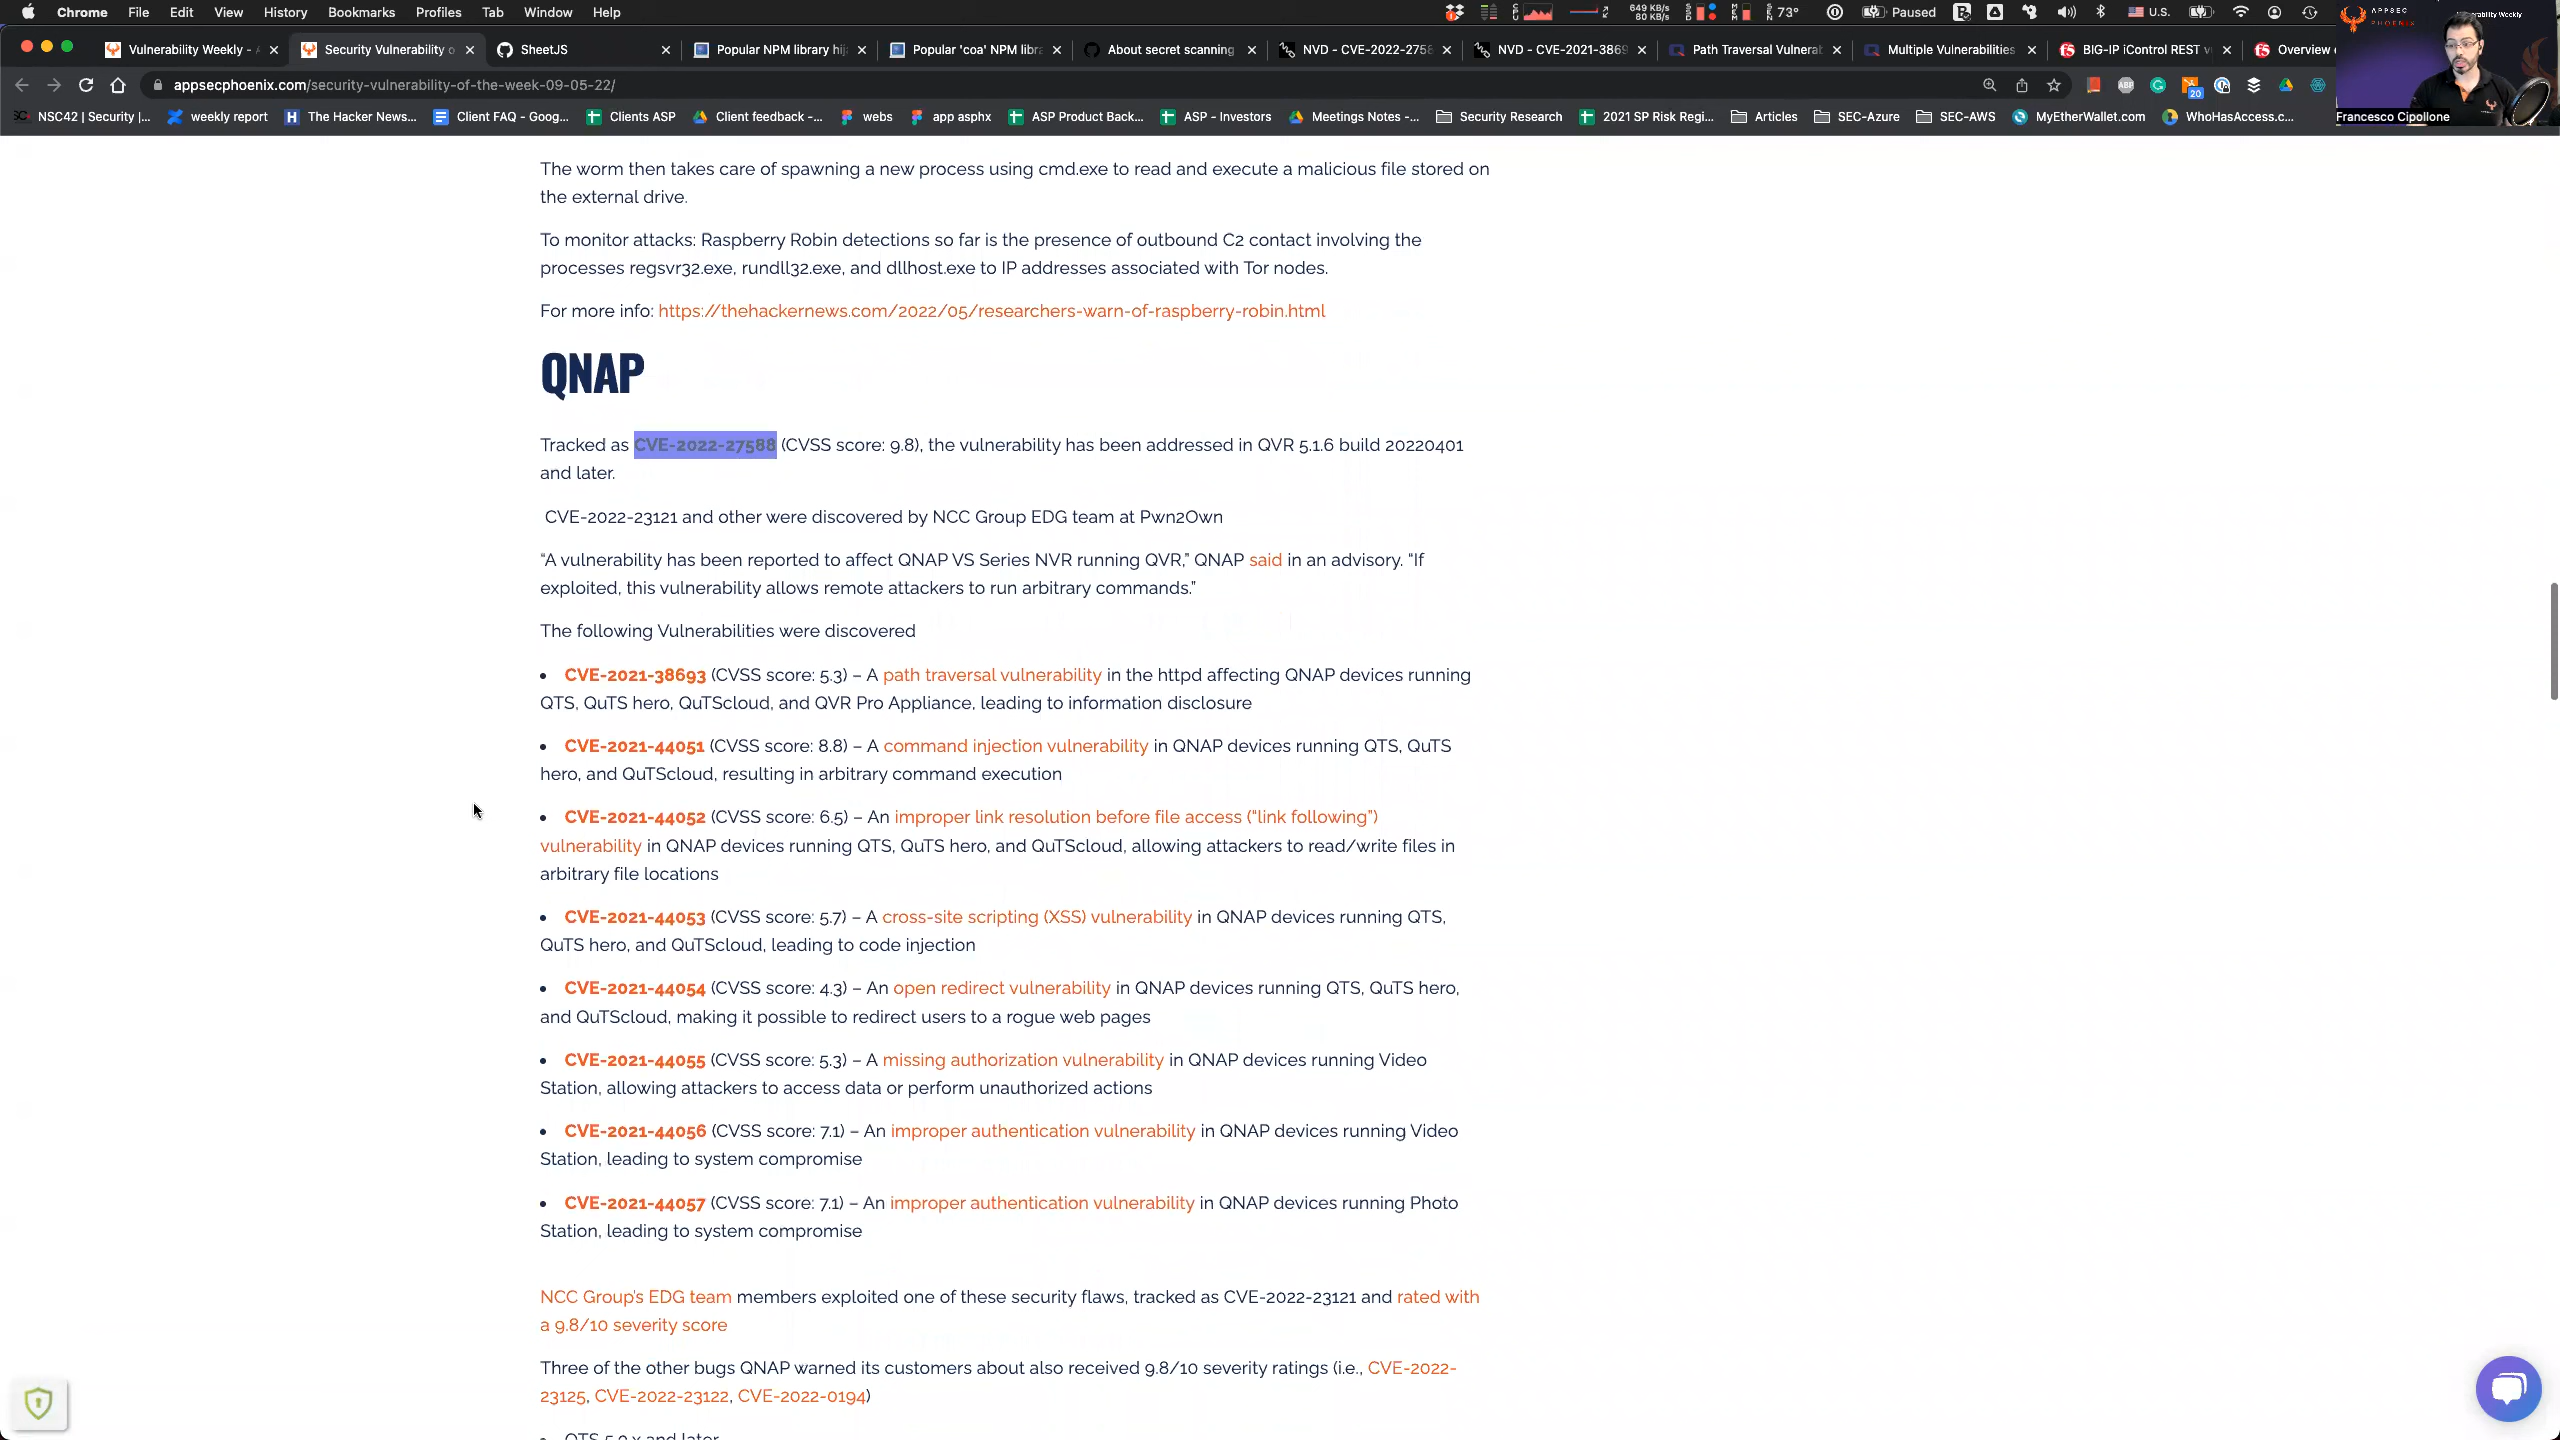 Chrome File Edit View History Bookmarks Profiles Tab Window Help 649 KB/s 80 KB/s 73° Paused U.S.
APPSEC PHOENIX
Vulnerability Weekly - Security Vulnerability o SheetJS Popular NPM library hij Popular 'coa' NPM libr About secret scanning NVD - CVE-2022-2758 NVD - CVE-2021-3869 Path Traversal Vulnerab Multiple Vulnerabilities BIG-IP iControl REST v Overview
appsecphoenix.com/security-vulnerability-of-the-week-09-05-22/ 20
NSC42 | Security |... weekly report The Hacker News... Client FAQ - Goog... Clients ASP Client feedback -... webs app asphx ASP Product Back... ASP - Investors Meetings Notes -... Security Research 2021 SP Risk Regi... Articles SEC-Azure SEC-AWS MyEtherWallet.com WhoHasAccess.c... Francesco Cipollone
The worm then takes care of spawning a new process using cmd.exe to read and execute a malicious file stored on
the external drive.
To monitor attacks: Raspberry Robin detections so far is the presence of outbound C2 contact involving the
processes regsvr32.exe, rundll32.exe, and dllhost.exe to IP addresses associated with Tor nodes.
For more info: https://thehackernews.com/2022/05/researchers-warn-of-raspberry-robin.html
QNAP
Tracked as CVE-2022-27588 (CVSS score: 9.8), the vulnerability has been addressed in QVR 5.1.6 build 20220401
and later.
CVE-2022-23121 and other were discovered by NCC Group EDG team at Pwn2Own
“A vulnerability has been reported to affect QNAP VS Series NVR running QVR,” QNAP said in an advisory. “If
exploited, this vulnerability allows remote attackers to run arbitrary commands.”
The following Vulnerabilities were discovered
• CVE-2021-38693 (CVSS score: 5.3) – A path traversal vulnerability in the httpd affecting QNAP devices running
QTS, QuTS hero, QuTScloud, and QVR Pro Appliance, leading to information disclosure
• CVE-2021-44051 (CVSS score: 8.8) – A command injection vulnerability in QNAP devices running QTS, QuTS
hero, and QuTScloud, resulting in arbitrary command execution
• CVE-2021-44052 (CVSS score: 6.5) – An improper link resolution before file access (“link following”)
vulnerability in QNAP devices running QTS, QuTS hero, and QuTScloud, allowing attackers to read/write files in
arbitrary file locations
• CVE-2021-44053 (CVSS score: 5.7) – A cross-site scripting (XSS) vulnerability in QNAP devices running QTS,
QuTS hero, and QuTScloud, leading to code injection
• CVE-2021-44054 (CVSS score: 4.3) – An open redirect vulnerability in QNAP devices running QTS, QuTS hero,
and QuTScloud, making it possible to redirect users to a rogue web pages
• CVE-2021-44055 (CVSS score: 5.3) – A missing authorization vulnerability in QNAP devices running Video
Station, allowing attackers to access data or perform unauthorized actions
• CVE-2021-44056 (CVSS score: 7.1) – An improper authentication vulnerability in QNAP devices running Video
Station, leading to system compromise
• CVE-2021-44057 (CVSS score: 7.1) – An improper authentication vulnerability in QNAP devices running Photo
Station, leading to system compromise
NCC Group's EDG team members exploited one of these security flaws, tracked as CVE-2022-23121 and rated with
a 9.8/10 severity score
Three of the other bugs QNAP warned its customers about also received 9.8/10 severity ratings (i.e., CVE-2022-
23125, CVE-2022-23122, CVE-2022-0194)
• QTS 5.0.x and later